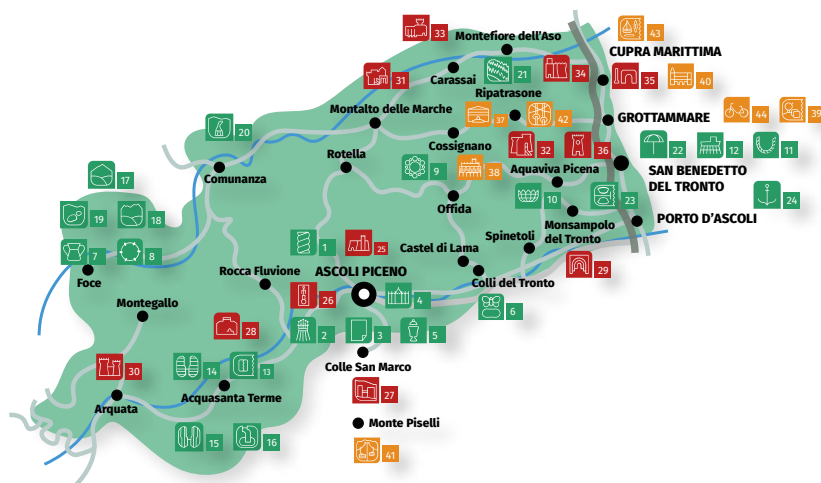 33
Montefiore dell'Aso
43
CUPRA MARITTIMA
31
Carassai
21
34
35
40
Ripatrasone
20
Montalto delle Marche
37
42
GROTTAMMARE
44
39
Cossignano
32
36
22
12
11
Comunanza
Rotella
9
38
Aquaviva Picena
SAN BENEDETTO
DEL TRONTO
17
19
18
Offida
10
23
24
Monsampolo
del Tronto
PORTO D'ASCOLI
7
8
1
25
Castel di Lama
Spinetoli
Foce
Rocca Fluvione
ASCOLI PICENO
Colli del Tronto
29
Montegallo
26
4
6
28
2
3
5
30
14
13
Colle San Marco
Arquata
Acquasanta Terme
27
Monte Piselli
15
16
41